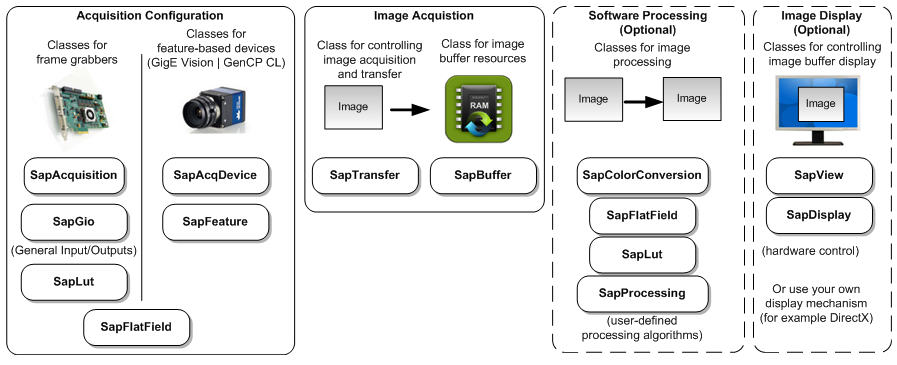 Acquisition Configuration
Classes for
frame grabbers
Classes for
feature-based devices
(GigE Vision | GenCP CL)
SapAcquisition
SapAcqDevice
SapGio
SapFeature
(General Input/Outputs)
SapLut
SapFlatField
Image Acquistion
Class for controlling
image acquisition
and transfer
Class for image
buffer resources
Image
RAM
SapTransfer
SapBuffer
Software Processing
(Optional)
Classes for image
processing
Image
Image
SapColorConversion
SapFlatField
SapLut
SapProcessing
(user-defined
processing algorithms)
Image Display
(Optional)
Classes for controlling
image buffer display
Image
SapView
SapDisplay
(hardware control)
Or use your own
display mechanism
(for example DirectX)